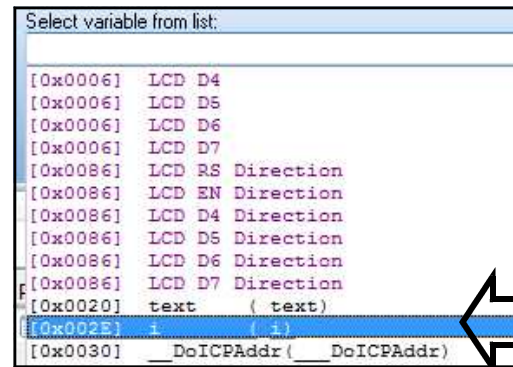 Select variable from list:
[0x0006] LCD D4
[0x0006] LCD D5
[0x0006] LCD D6
[0x0006] LCD D7
[0x0086] LCD RS Direction
[0x0086] LCD EN Direction
[0x0086] LCD D4 Direction
[0x0086] LCD D5 Direction
[0x0086] LCD D6 Direction
[0x0086] LCD D7 Direction
[0x0020] text ( text)
[0x002E] i ( i)
[0x0030] __DoICPAddr(___DoICPAddr)